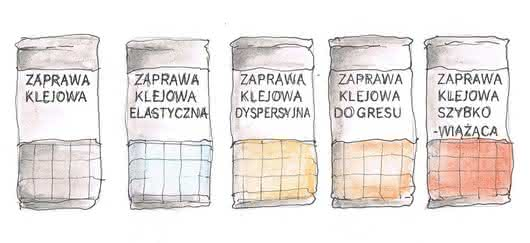 ZAPRAWA
KLEJOWA
ZAPRAWA
KLEJOWA
ELASTYCZNA
ZAPRAWA
KLEJOWA
DYSPERSYJNA
ZAPRAWA
KLEJOWA
DO GRESU
ZAPRAWA
KLEJOWA
SZYBKO
-WIĄŻĄCA